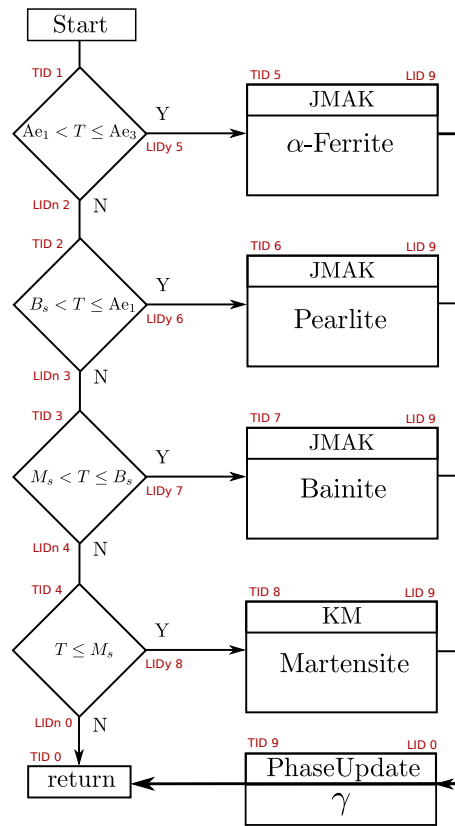 Start
TID 1
TID 5 LID 9
JMAK
Y
Ae₁ < T ≤ Ae₃
α-Ferrite
LIDy 5
LIDn 2 N
TID 2
TID 6 LID 9
JMAK
Y
Bₛ < T ≤ Ae₁
Pearlite
LIDy 6
LIDn 3 N
TID 3
TID 7 LID 9
JMAK
Y
Mₛ < T ≤ Bₛ
Bainite
LIDy 7
LIDn 4 N
TID 4
TID 8 LID 9
KM
Y
T ≤ Mₛ
Martensite
LIDy 8
LIDn 0 N
TID 0
TID 9 LID 0
return
PhaseUpdate
γ